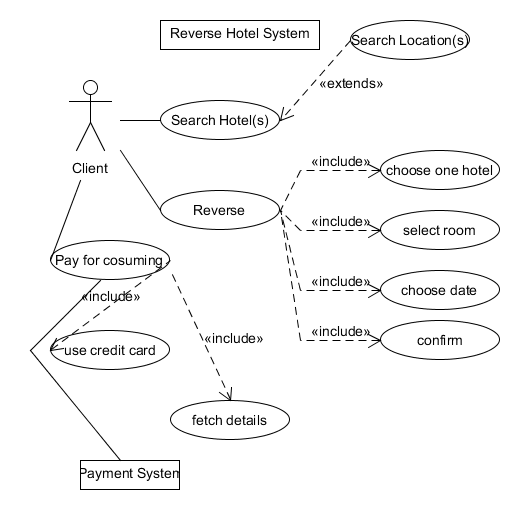 Reverse Hotel System
Search Location(s)
«extends»
Search Hotel(s)
Client
«include»
choose one hotel
Reverse
«include»
select room
Pay for cosuming
«include»
choose date
«include»
«include»
confirm
«include»
use credit card
fetch details
Payment System